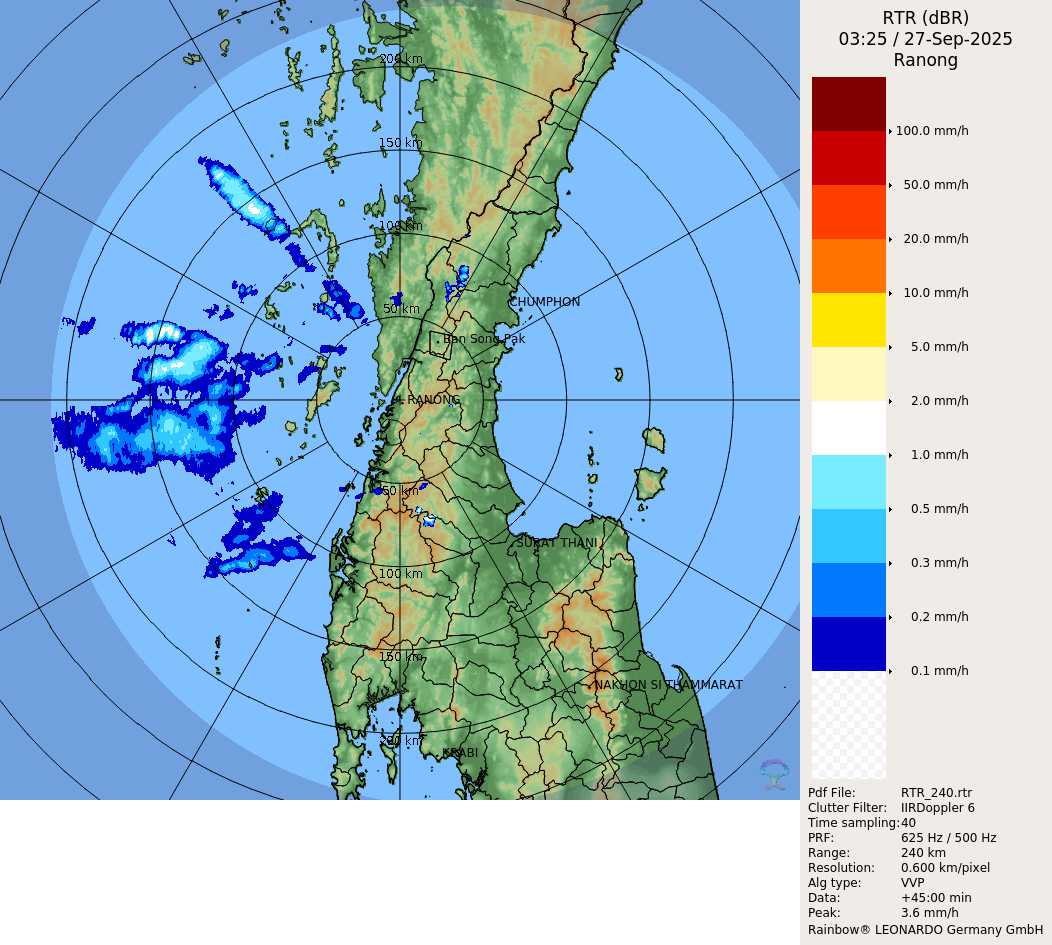 RTR (dBR)
03:25 / 27-Sep-2025
Ranong
200 km
150 km
100 km
50 km
CHUMPHON
Ban Song Pak
RANONG
50 km
SURAT THANI
100 km
150 km
NAKHON SI THAMMARAT
200 km
KRABI
100.0 mm/h
50.0 mm/h
20.0 mm/h
10.0 mm/h
5.0 mm/h
2.0 mm/h
1.0 mm/h
0.5 mm/h
0.3 mm/h
0.2 mm/h
0.1 mm/h
Pdf File: RTR_240.rtr
Clutter Filter: IIRDoppler 6
Time sampling: 40
PRF: 625 Hz / 500 Hz
Range: 240 km
Resolution: 0.600 km/pixel
Alg type: VVP
Data: +45:00 min
Peak: 3.6 mm/h
Rainbow® LEONARDO Germany GmbH